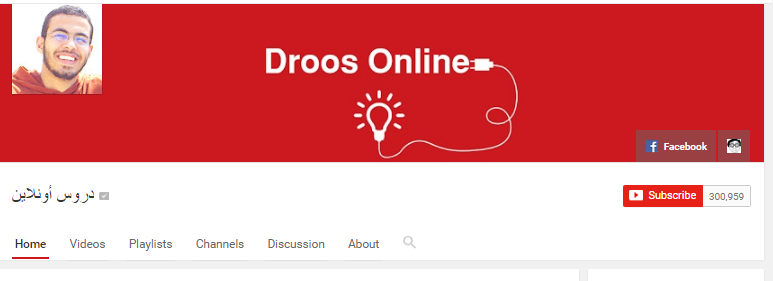 Droos Online
Facebook
دروس أونلاين
Subscribe 300,959
Home Videos Playlists Channels Discussion About